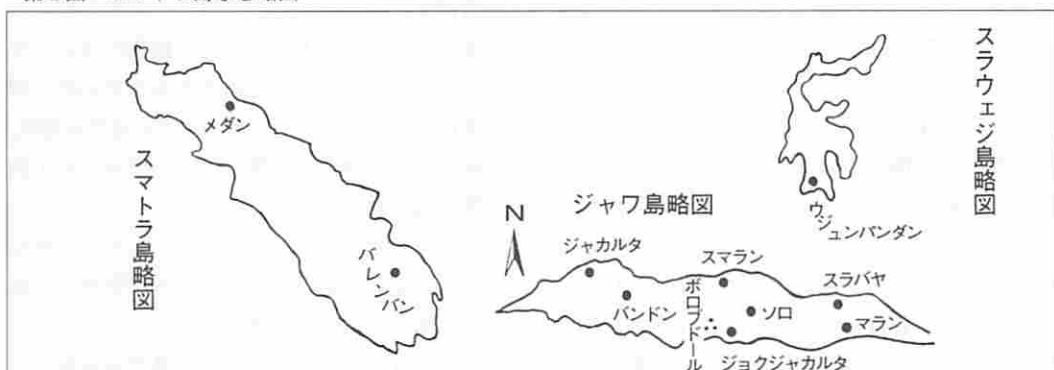 メダン
スマトラ島略図
パレンバン
スラウェジ島略図
ウジュンパンダン
ジャワ島略図
N
ジャカルタ
バンドン
スマラン
ボロブドール
ソロ
ジョクジャカルタ
スラバヤ
マラン